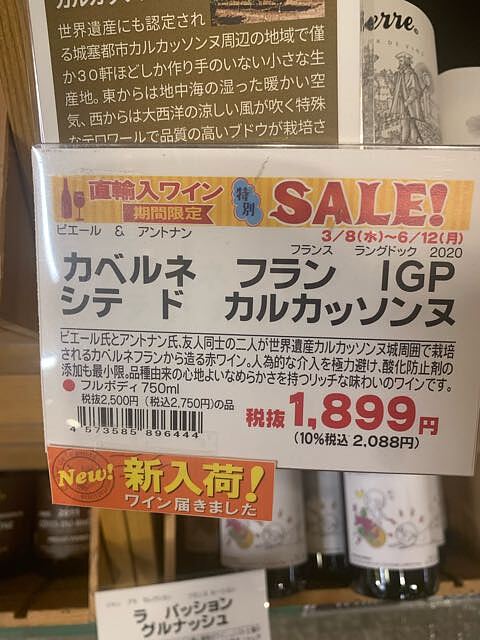 世界遺産にも認定され
る城塞都市カルカッソンヌ周辺の地域で僅
か30軒ほどしか作り手のいない小さな生
産地。東からは地中海の湿った暖かい空
気、西からは大西洋の涼しい風が吹く特殊
なテロワールで品質の高いブドウが栽培さ
ierre
直輸入ワイン
期間限定
特別
SALE!
3/8(水)〜6/12(月)
ピエール & アントナン
フランス ラングドック 2020
カベルネ フラン IGP
シテ ド カルカッソンヌ
ピエール氏とアントナン氏、友人同士の二人が世界遺産カルカッソンヌ城周囲で栽培
されるカベルネフランから造る赤ワイン。人為的な介入を極力避け、酸化防止剤の
添加も最小限。品種由来の心地よいなめらかさを持つリッチな味わいのワインです。
● フルボディ 750ml
税抜2,500円 (税込2,750円)の品
税抜 1,899円
(10%税込 2,088円)
4 573585 896444
New! 新入荷!
ワイン届きました
ラ パッション
グルナッシュ